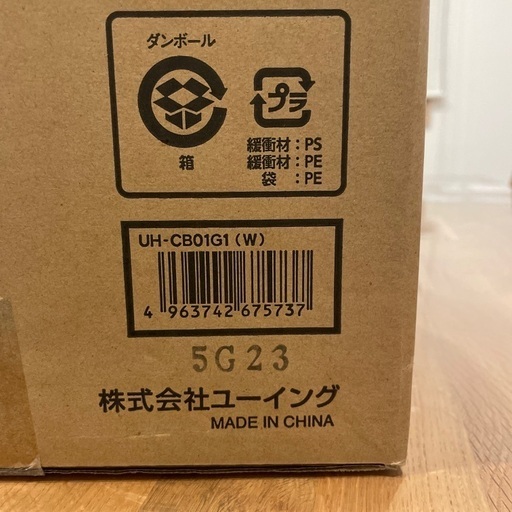 ダンボール
箱
プラ
緩衝材：PS
緩衝材：PE
袋　：PE
UH-CB01G1（W）
4 963742 675737
5G23
株式会社ユーイング
MADE IN CHINA